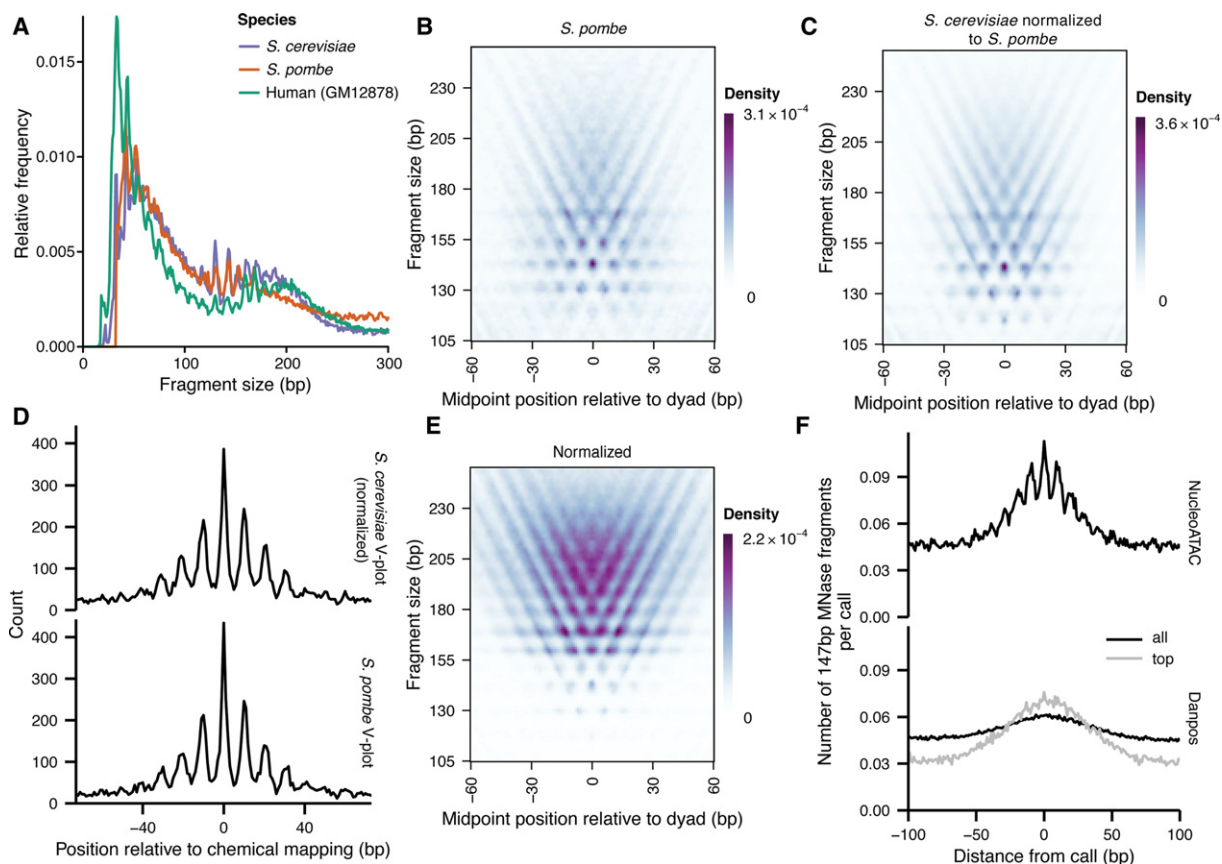 A
Species
S. cerevisiae
S. pombe
Human (GM12878)
0.015
0.010
0.005
0.000
Relative frequency
0
100
200
300
Fragment size (bp)
B
S. pombe
230
205
180
155
130
105
Fragment size (bp)
−60
−30
0
30
60
Midpoint position relative to dyad (bp)
Density
3.1 × 10⁻⁴
0
C
S. cerevisiae normalized
to S. pombe
230
205
180
155
130
105
Fragment size (bp)
−60
−30
0
30
60
Midpoint position relative to dyad (bp)
Density
3.6 × 10⁻⁴
0
D
400
300
200
100
0
S. cerevisiae V-plot
(normalized)
Count
400
300
200
100
0
S. pombe V-plot
−40
0
40
Position relative to chemical mapping (bp)
E
Normalized
230
205
180
155
130
105
Fragment size (bp)
−60
−30
0
30
60
Midpoint position relative to dyad (bp)
Density
2.2 × 10⁻⁴
0
F
0.09
0.06
0.03
0.00
NucleoATAC
Number of 147bp MNase fragments
per call
0.09
0.06
0.03
0.00
all
top
Danpos
−100
−50
0
50
100
Distance from call (bp)